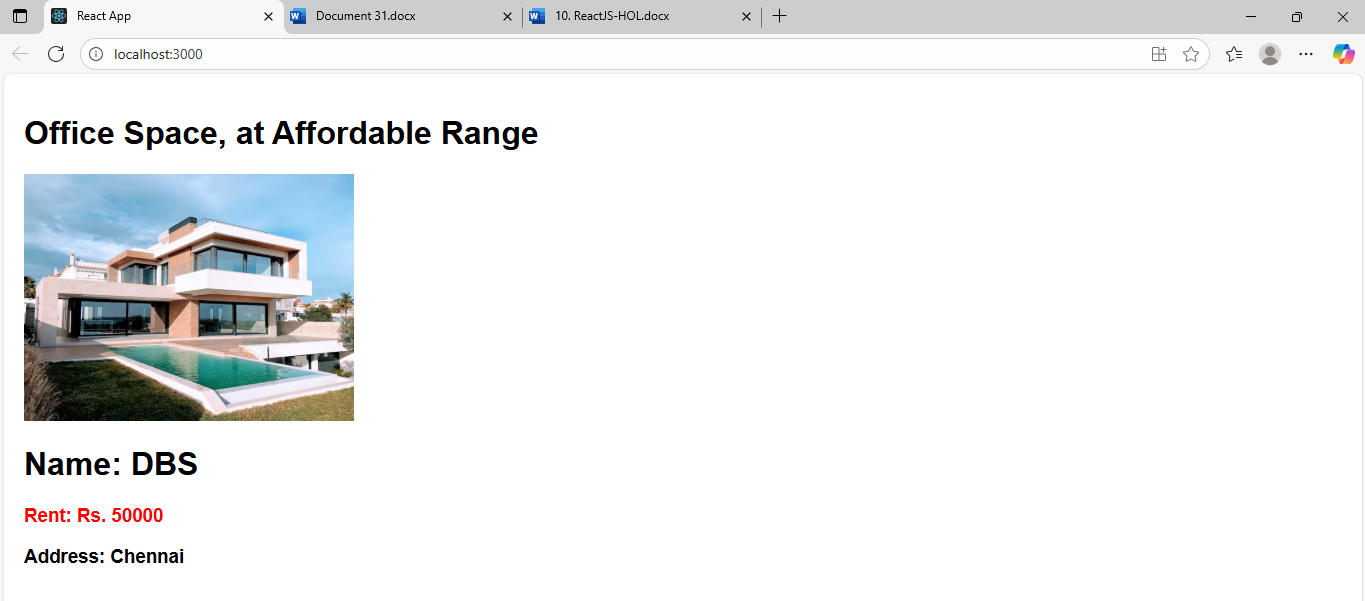 React App
Document 31.docx
10. ReactJS-HOL.docx
localhost:3000
Office Space, at Affordable Range
Name: DBS
Rent: Rs. 50000
Address: Chennai